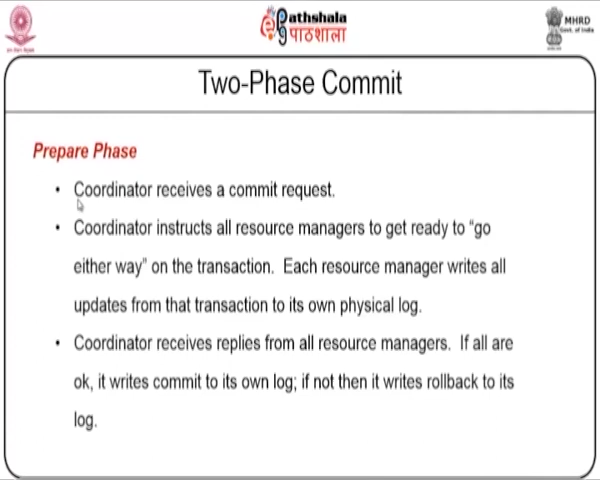 Pathshala
पाठशाला
MHRD
Govt. of India
Two-Phase Commit
Prepare Phase
• Coordinator receives a commit request.
• Coordinator instructs all resource managers to get ready to “go
either way” on the transaction. Each resource manager writes all
updates from that transaction to its own physical log.
• Coordinator receives replies from all resource managers. If all are
ok, it writes commit to its own log; if not then it writes rollback to its
log.